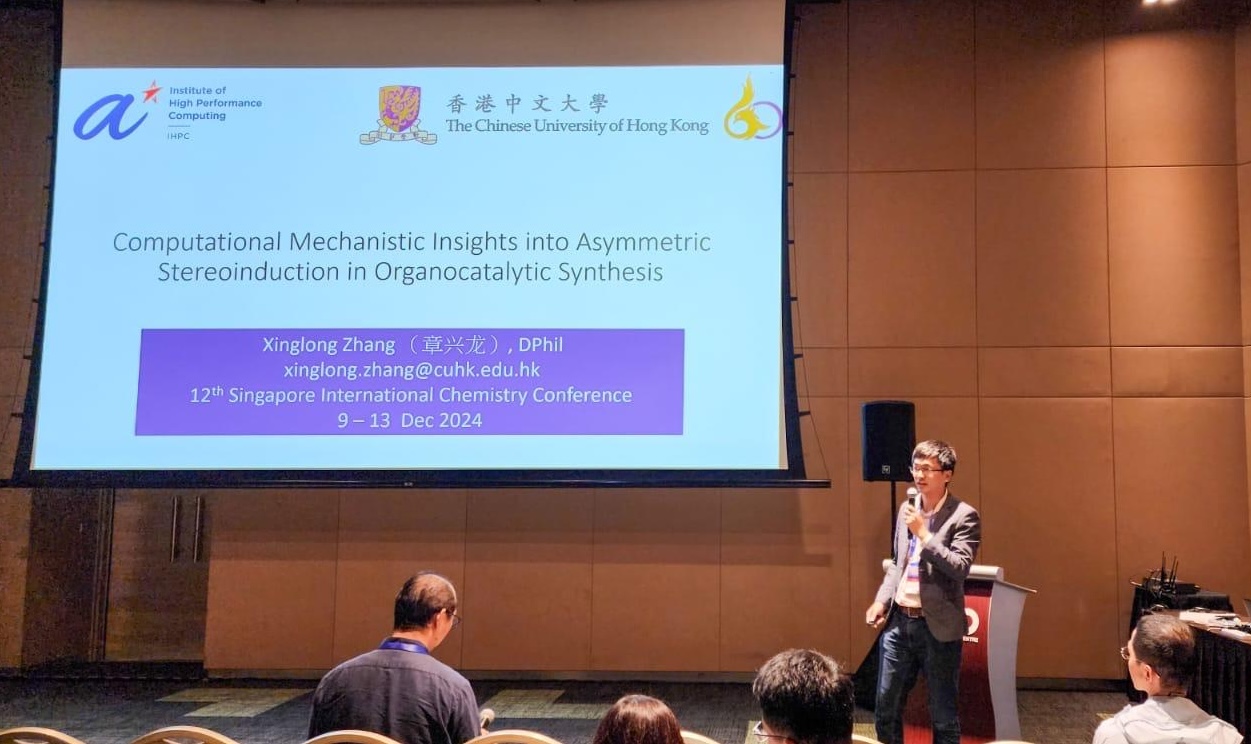 Institute of
High Performance
Computing
IHPC
香港中文大學
The Chinese University of Hong Kong
Computational Mechanistic Insights into Asymmetric
Stereoinduction in Organocatalytic Synthesis
Xinglong Zhang （章兴龙）, DPhil
xinglong.zhang@cuhk.edu.hk
12th Singapore International Chemistry Conference
9 – 13 Dec 2024